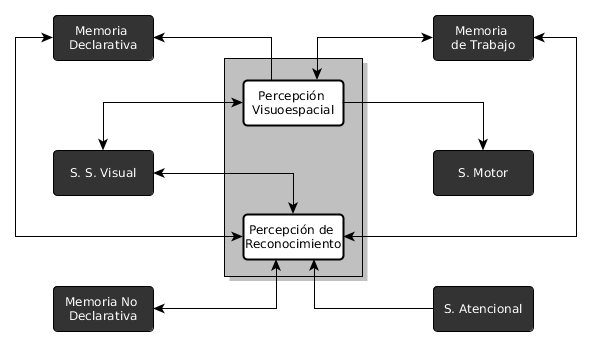 Memoria
Declarativa
Memoria
de Trabajo
Percepción
Visuoespacial
S. S. Visual
S. Motor
Percepción de
Reconocimiento
Memoria No
Declarativa
S. Atencional